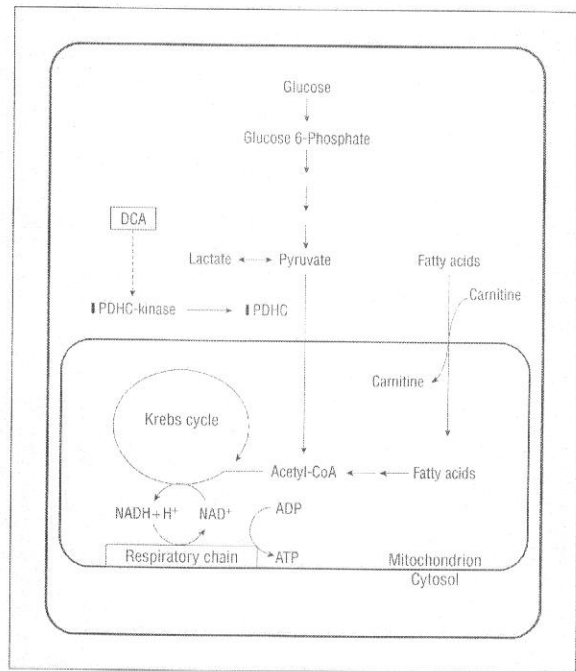 Glucose
Glucose 6-Phosphate
DCA
Lactate Pyruvate Fatty acids
PDHC-kinase PDHC Carnitine
Carnitine
Krebs cycle
Acetyl-CoA Fatty acids
NADH + H⁺ NAD⁺ ADP
Respiratory chain ATP Mitochondrion
Cytosol